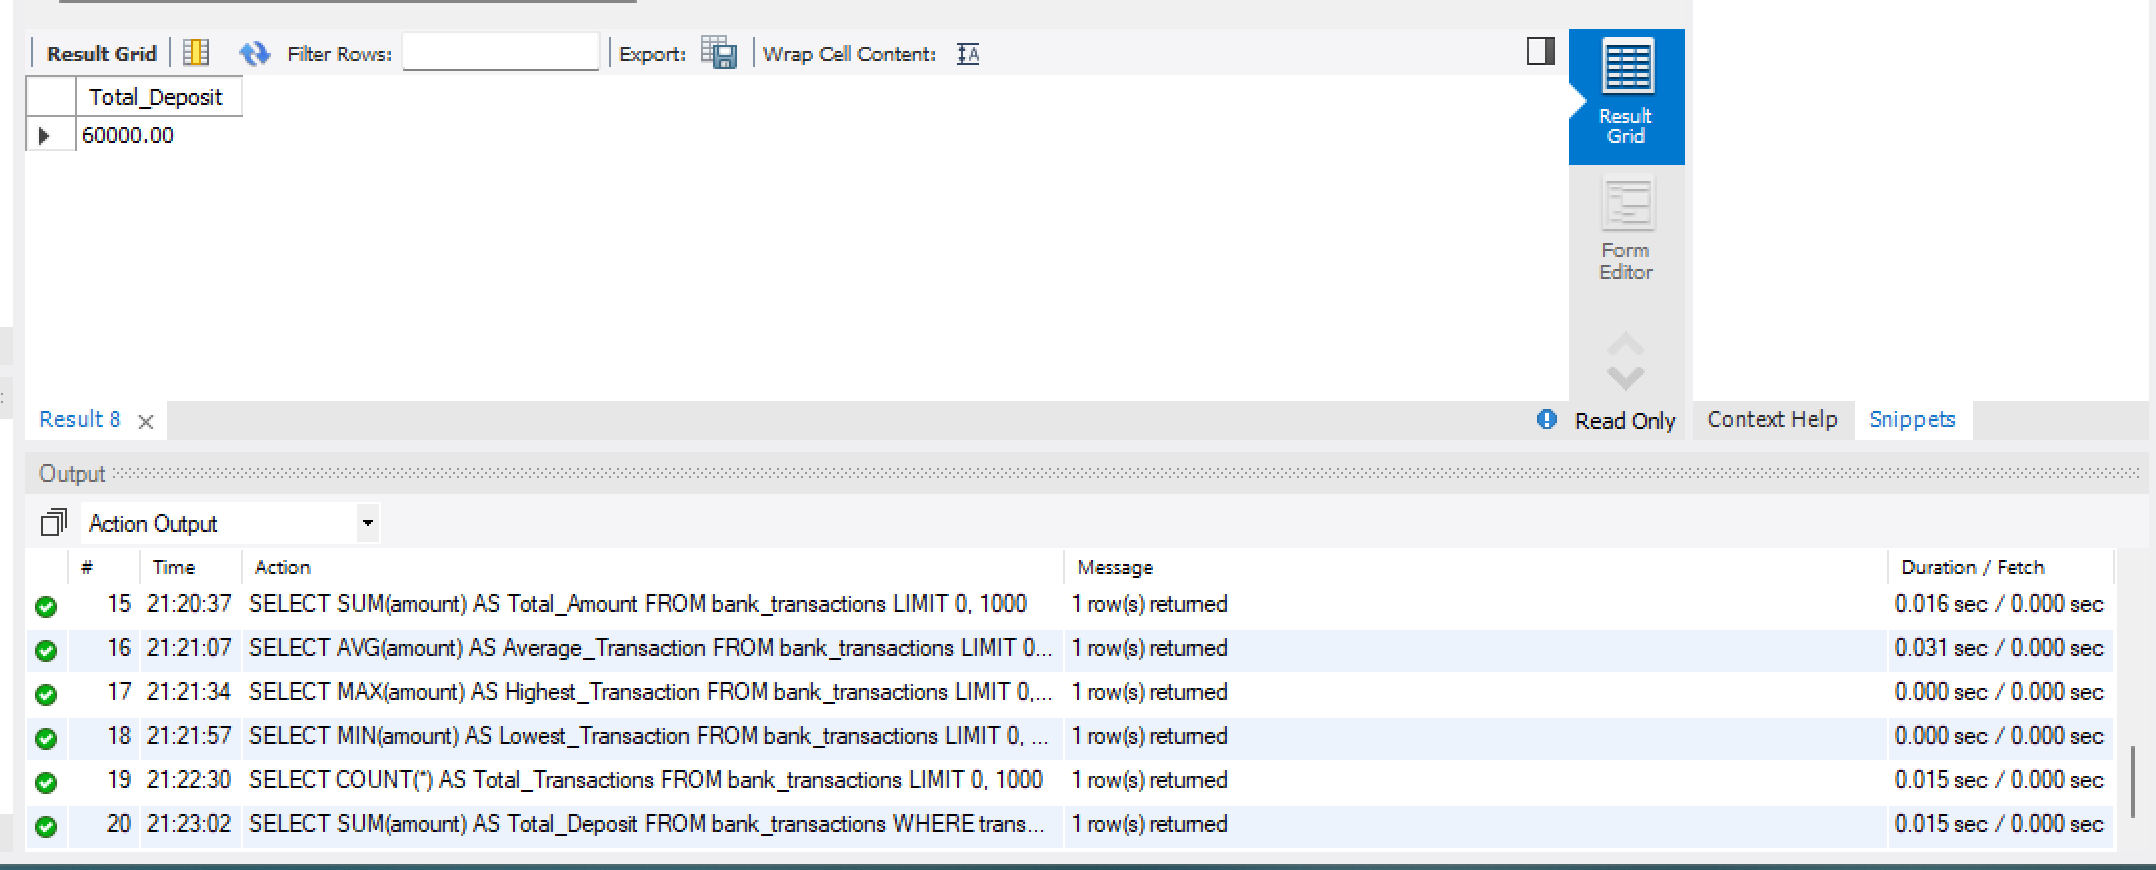 Result Grid Filter Rows: Export: Wrap Cell Content:
Total_Deposit
60000.00
Result
Grid
Form
Editor
Result 8
Read Only
Context Help Snippets
Output
Action Output
# Time Action Message Duration / Fetch
15 21:20:37 SELECT SUM(amount) AS Total_Amount FROM bank_transactions LIMIT 0, 1000 1 row(s) returned 0.016 sec / 0.000 sec
16 21:21:07 SELECT AVG(amount) AS Average_Transaction FROM bank_transactions LIMIT 0... 1 row(s) returned 0.031 sec / 0.000 sec
17 21:21:34 SELECT MAX(amount) AS Highest_Transaction FROM bank_transactions LIMIT 0,... 1 row(s) returned 0.000 sec / 0.000 sec
18 21:21:57 SELECT MIN(amount) AS Lowest_Transaction FROM bank_transactions LIMIT 0, ... 1 row(s) returned 0.000 sec / 0.000 sec
19 21:22:30 SELECT COUNT(*) AS Total_Transactions FROM bank_transactions LIMIT 0, 1000 1 row(s) returned 0.015 sec / 0.000 sec
20 21:23:02 SELECT SUM(amount) AS Total_Deposit FROM bank_transactions WHERE trans... 1 row(s) returned 0.015 sec / 0.000 sec